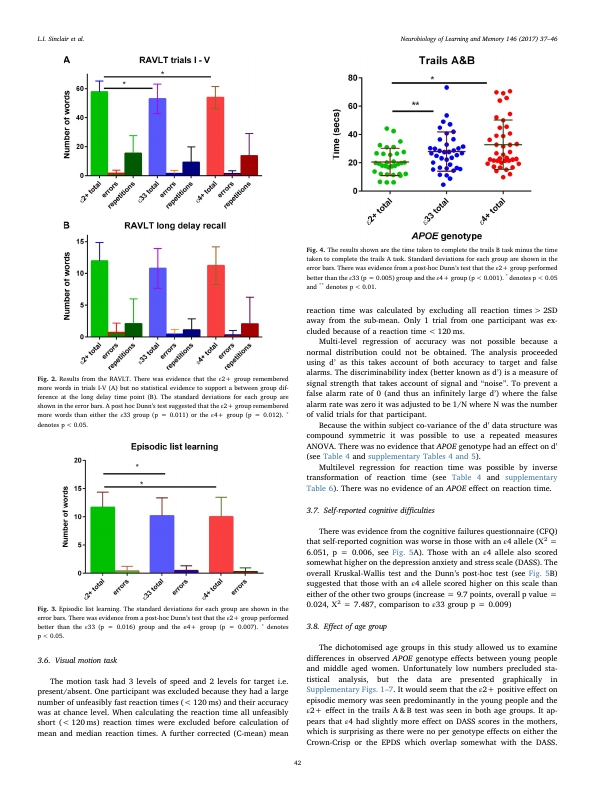 L.I. Sinclair et al.
Neurobiology of Learning and Memory 146 (2017) 37–46
A
RAVLT trials I - V
Number of words
60
40
20
0
*
*
ε2+ total
errors
repetitions
ε33 total
errors
repetitions
ε4+ total
errors
repetitions
B
RAVLT long delay recall
Number of words
15
10
5
0
ε2+ total
errors
repetitions
ε33 total
errors
repetitions
ε4+ total
errors
repetitions
Fig. 2. Results from the RAVLT. There was evidence that the ε2+ group remembered
more words in trials I-V (A) but no statistical evidence to support a between group dif-
ference at the long delay time point (B). The standard deviations for each group are
shown in the error bars. A post hoc Dunn's test suggested that the ε2+ group remembered
more words than either the ε33 group (p = 0.011) or the ε4+ group (p = 0.012). *
denotes p < 0.05.
Episodic list learning
Number of words
20
15
10
5
0
*
*
ε2+ total
errors
ε33 total
errors
ε4+ total
errors
Fig. 3. Episodic list learning. The standard deviations for each group are shown in the
error bars. There was evidence from a post-hoc Dunn's test that the ε2+ group performed
better than the ε33 (p = 0.016) group and the ε4+ group (p = 0.007). * denotes
p < 0.05.
3.6. Visual motion task
The motion task had 3 levels of speed and 2 levels for target i.e.
present/absent. One participant was excluded because they had a large
number of unfeasibly fast reaction times (< 120 ms) and their accuracy
was at chance level. When calculating the reaction time all unfeasibly
short (< 120 ms) reaction times were excluded before calculation of
mean and median reaction times. A further corrected (C-mean) mean
Trails A&B
Time (secs)
80
60
40
20
0
*
**
ε2+ total
ε33 total
ε4+ total
APOE genotype
Fig. 4. The results shown are the time taken to complete the trails B task minus the time
taken to complete the trails A task. Standard deviations for each group are shown in the
error bars. There was evidence from a post-hoc Dunn's test that the ε2+ group performed
better than the ε33 (p = 0.005) group and the ε4+ group (p < 0.001). * denotes p < 0.05
and ** denotes p < 0.01.
reaction time was calculated by excluding all reaction times > 2SD
away from the sub-mean. Only 1 trial from one participant was ex-
cluded because of a reaction time < 120 ms.
Multi-level regression of accuracy was not possible because a
normal distribution could not be obtained. The analysis proceeded
using d' as this takes account of both accuracy to target and false
alarms. The discriminability index (better known as d') is a measure of
signal strength that takes account of signal and “noise”. To prevent a
false alarm rate of 0 (and thus an infinitely large d') where the false
alarm rate was zero it was adjusted to be 1/N where N was the number
of valid trials for that participant.
Because the within subject co-variance of the d' data structure was
compound symmetric it was possible to use a repeated measures
ANOVA. There was no evidence that APOE genotype had an effect on d'
(see Table 4 and supplementary Tables 4 and 5).
Multilevel regression for reaction time was possible by inverse
transformation of reaction time (see Table 4 and supplementary
Table 6). There was no evidence of an APOE effect on reaction time.
3.7. Self-reported cognitive difficulties
There was evidence from the cognitive failures questionnaire (CFQ)
that self-reported cognition was worse in those with an ε4 allele (X² =
6.051, p = 0.006, see Fig. 5A). Those with an ε4 allele also scored
somewhat higher on the depression anxiety and stress scale (DASS). The
overall Kruskal-Wallis test and the Dunn's post-hoc test (see Fig. 5B)
suggested that those with an ε4 allele scored higher on this scale than
either of the other two groups (increase = 9.7 points, overall p value =
0.024, X² = 7.487, comparison to ε33 group p = 0.009)
3.8. Effect of age group
The dichotomised age groups in this study allowed us to examine
differences in observed APOE genotype effects between young people
and middle aged women. Unfortunately low numbers precluded sta-
tistical analysis, but the data are presented graphically in
Supplementary Figs. 1–7. It would seem that the ε2+ positive effect on
episodic memory was seen predominantly in the young people and the
ε2+ effect in the trails A&B test was seen in both age groups. It ap-
pears that ε4 had slightly more effect on DASS scores in the mothers,
which is surprising as there were no per genotype effects on either the
Crown-Crisp or the EPDS which overlap somewhat with the DASS.
42